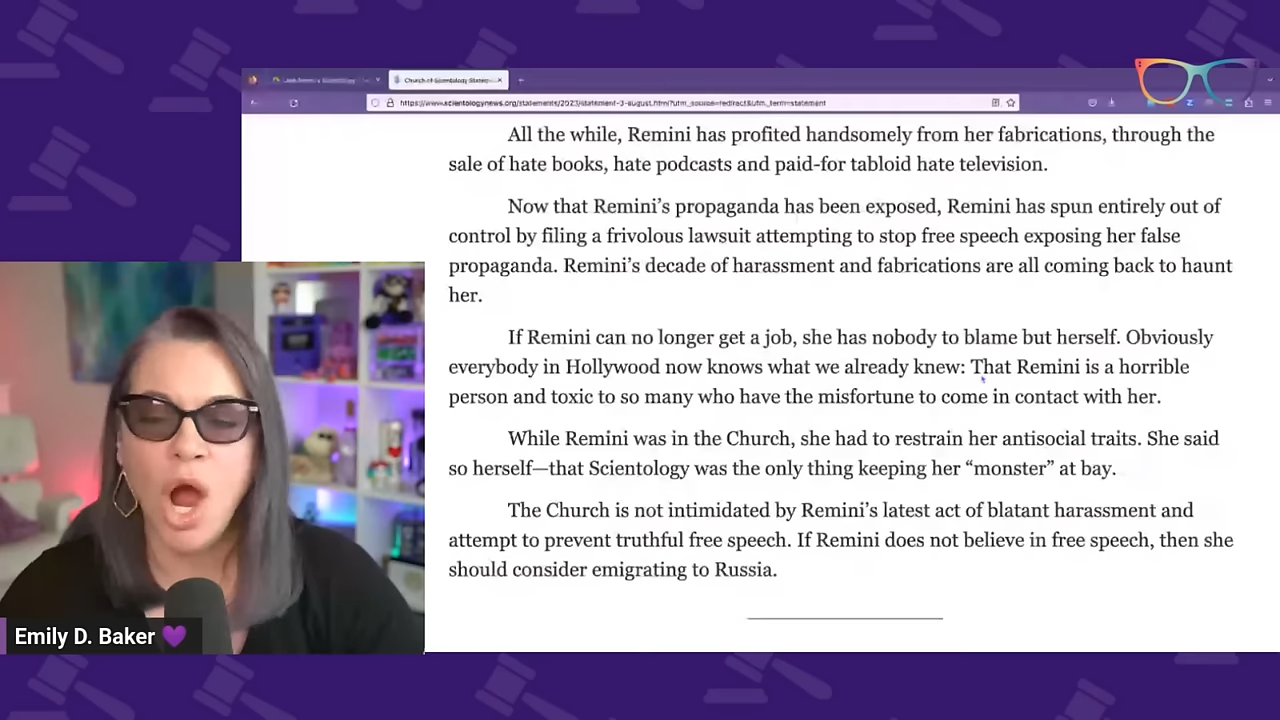 Church of Scientology Statem
https://www.scientologynews.org/statements/2023/statement-3-august.html?utm_source=redirect&utm_term=statement
All the while, Remini has profited handsomely from her fabrications, through the
sale of hate books, hate podcasts and paid-for tabloid hate television.
Now that Remini’s propaganda has been exposed, Remini has spun entirely out of
control by filing a frivolous lawsuit attempting to stop free speech exposing her false
propaganda. Remini’s decade of harassment and fabrications are all coming back to haunt
her.
If Remini can no longer get a job, she has nobody to blame but herself. Obviously
everybody in Hollywood now knows what we already knew: That Remini is a horrible
person and toxic to so many who have the misfortune to come in contact with her.
While Remini was in the Church, she had to restrain her antisocial traits. She said
so herself—that Scientology was the only thing keeping her “monster” at bay.
The Church is not intimidated by Remini’s latest act of blatant harassment and
attempt to prevent truthful free speech. If Remini does not believe in free speech, then she
should consider emigrating to Russia.
Emily D. Baker